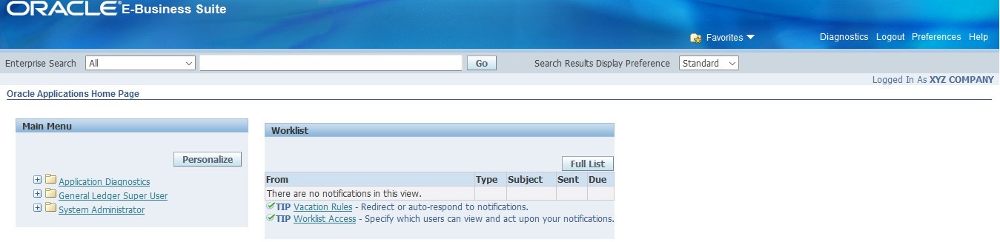 ORACLE® E-Business Suite
Favorites Diagnostics Logout Preferences Help
Enterprise Search All Go Search Results Display Preference Standard
Logged In As XYZ COMPANY
Oracle Applications Home Page
Main Menu
Personalize
Application Diagnostics
General Ledger Super User
System Administrator
Worklist
Full List
From Type Subject Sent Due
There are no notifications in this view.
TIP Vacation Rules - Redirect or auto-respond to notifications.
TIP Worklist Access - Specify which users can view and act upon your notifications.